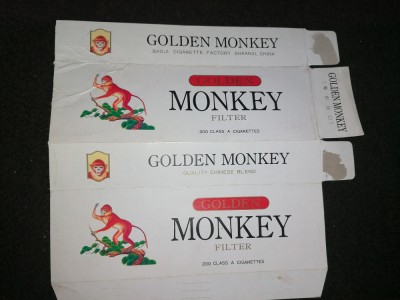 GOLDEN MONKEY
BAOJI CIGARETTE FACTORY SHAANXI, CHINA
GOLDEN
MONKEY
FILTER
200 CLASS A CIGARETTES
GOLDEN MONKEY
GOLDEN MONKEY
QUALITY CHINESE BLEND
GOLDEN
MONKEY
FILTER
200 CLASS A CIGARETTES